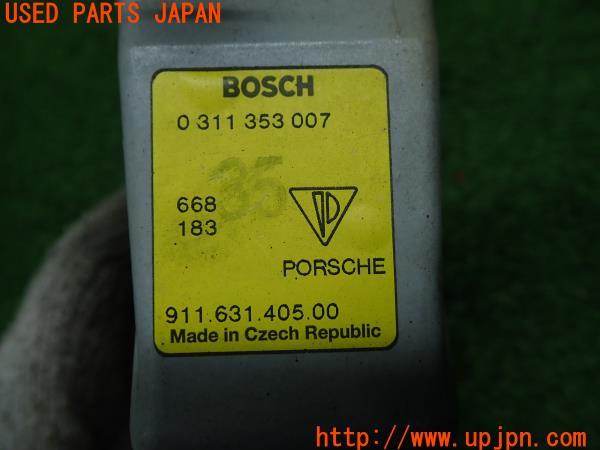 USED PARTS JAPAN
BOSCH
0 311 353 007
35
668
183
PORSCHE
911.631.405.00
Made in Czech Republic
http://www.upjpn.com/